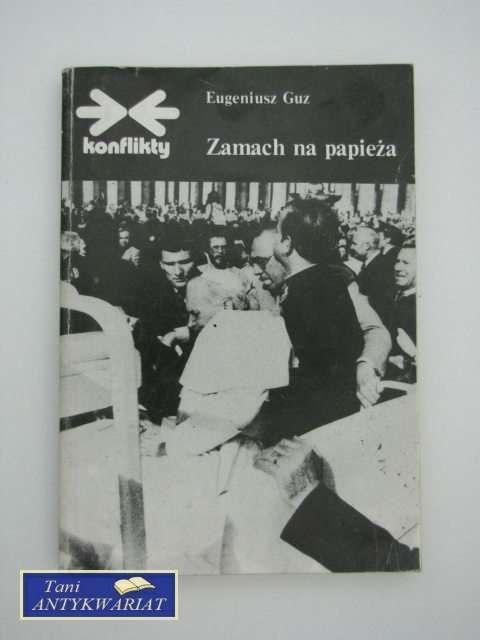 Eugeniusz Guz
konflikty
Zamach na papieża
Tani
ANTYKWARIAT